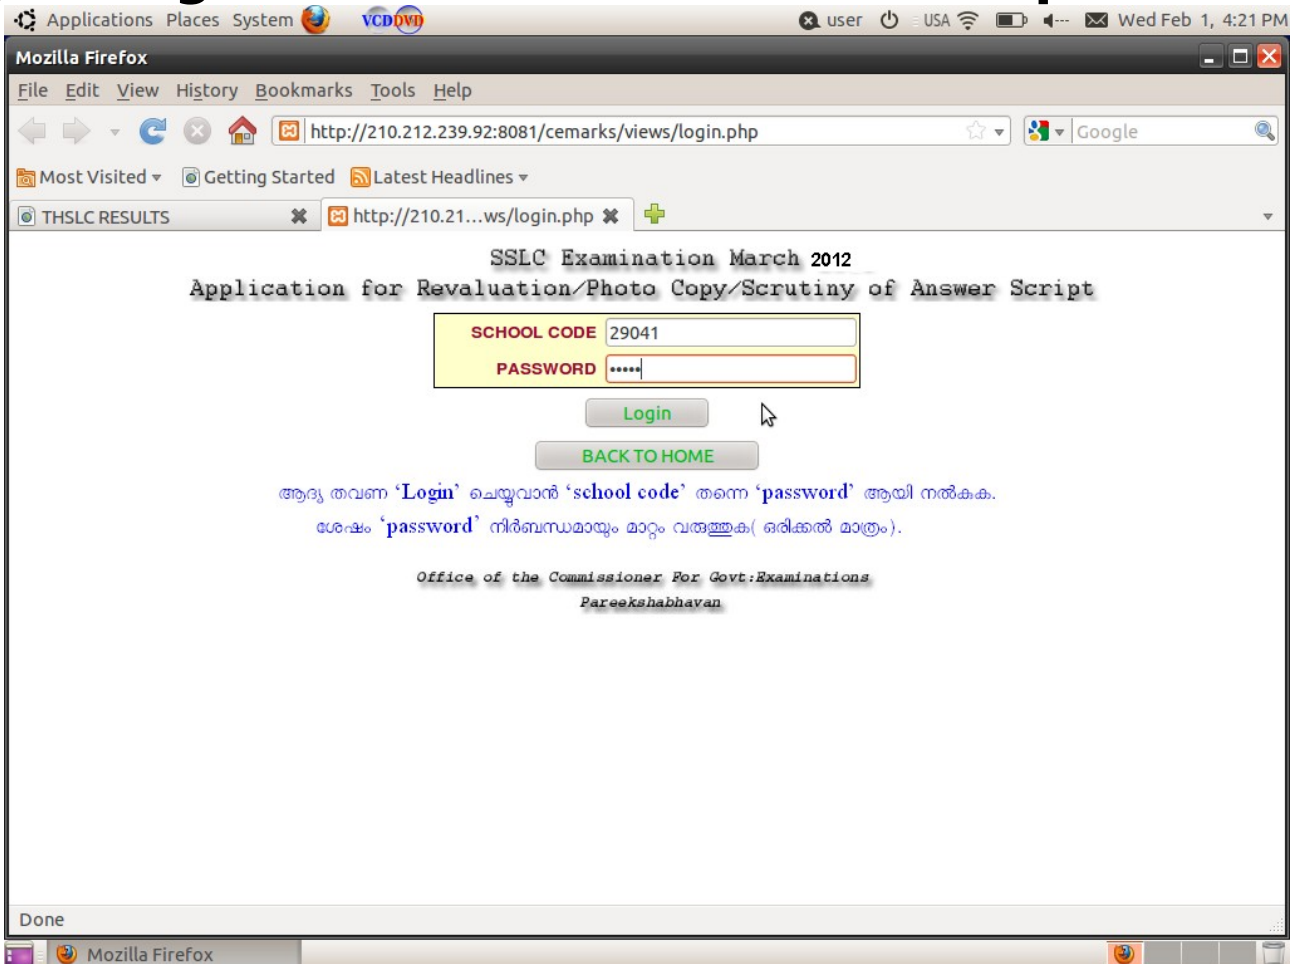 Applications Places System VCD DVD user USA Wed Feb 1, 4:21 PM
Mozilla Firefox
File Edit View History Bookmarks Tools Help
http://210.212.239.92:8081/cemarks/views/login.php Google
Most Visited Getting Started Latest Headlines
THSLC RESULTS http://210.21...ws/login.php
SSLC Examination March 2012
Application for Revaluation/Photo Copy/Scrutiny of Answer Script
SCHOOL CODE 29041
PASSWORD •••••
Login
BACK TO HOME
ആദ്യ തവണ ‘Login’ ചെയ്യുവാൻ ‘school code’ തന്നെ ‘password’ ആയി നൽകുക.
ശേഷം ‘password’ നിർബന്ധമായും മാറ്റം വരുത്തുക( ഒരിക്കൽ മാത്രം).
Office of the Commissioner For Govt:Examinations
Pareekshabhavan
Done
Mozilla Firefox